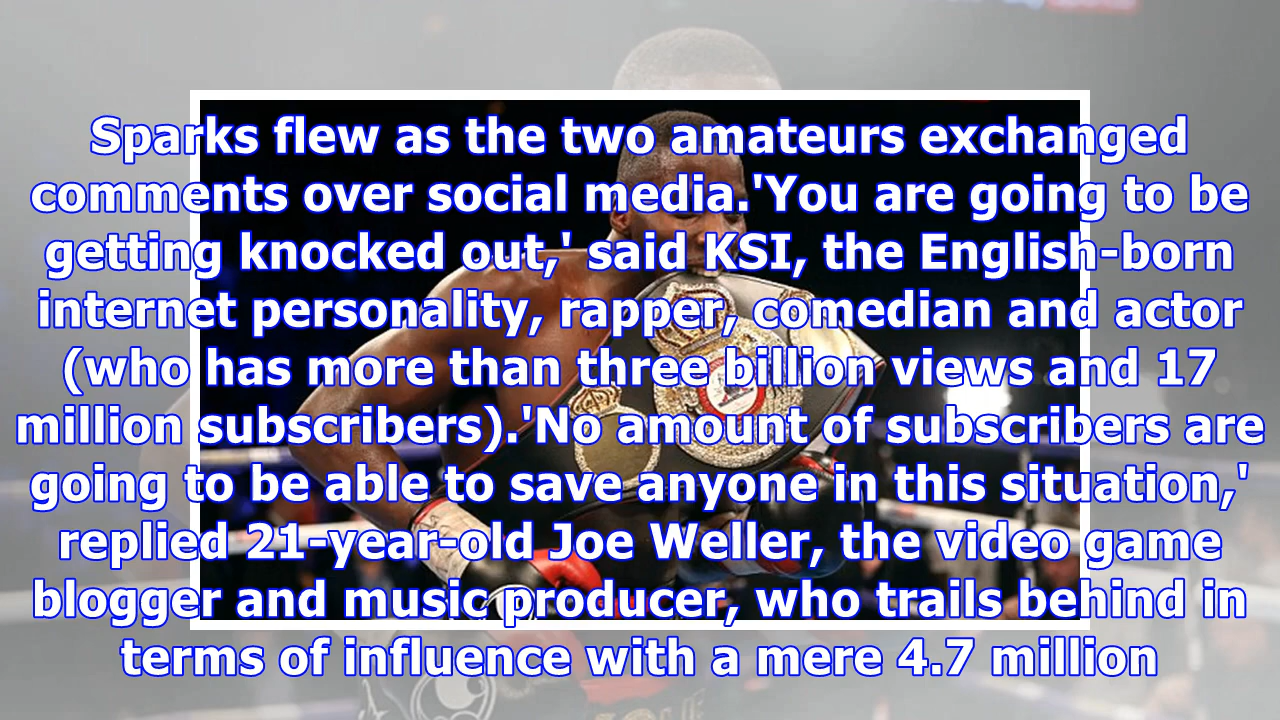 Sparks flew as the two amateurs exchanged
comments over social media. 'You are going to be
getting knocked out,' said KSI, the English-born
internet personality, rapper, comedian and actor
(who has more than three billion views and 17
million subscribers). 'No amount of subscribers are
going to be able to save anyone in this situation,'
replied 21-year-old Joe Weller, the video game
blogger and music producer, who trails behind in
terms of influence with a mere 4.7 million